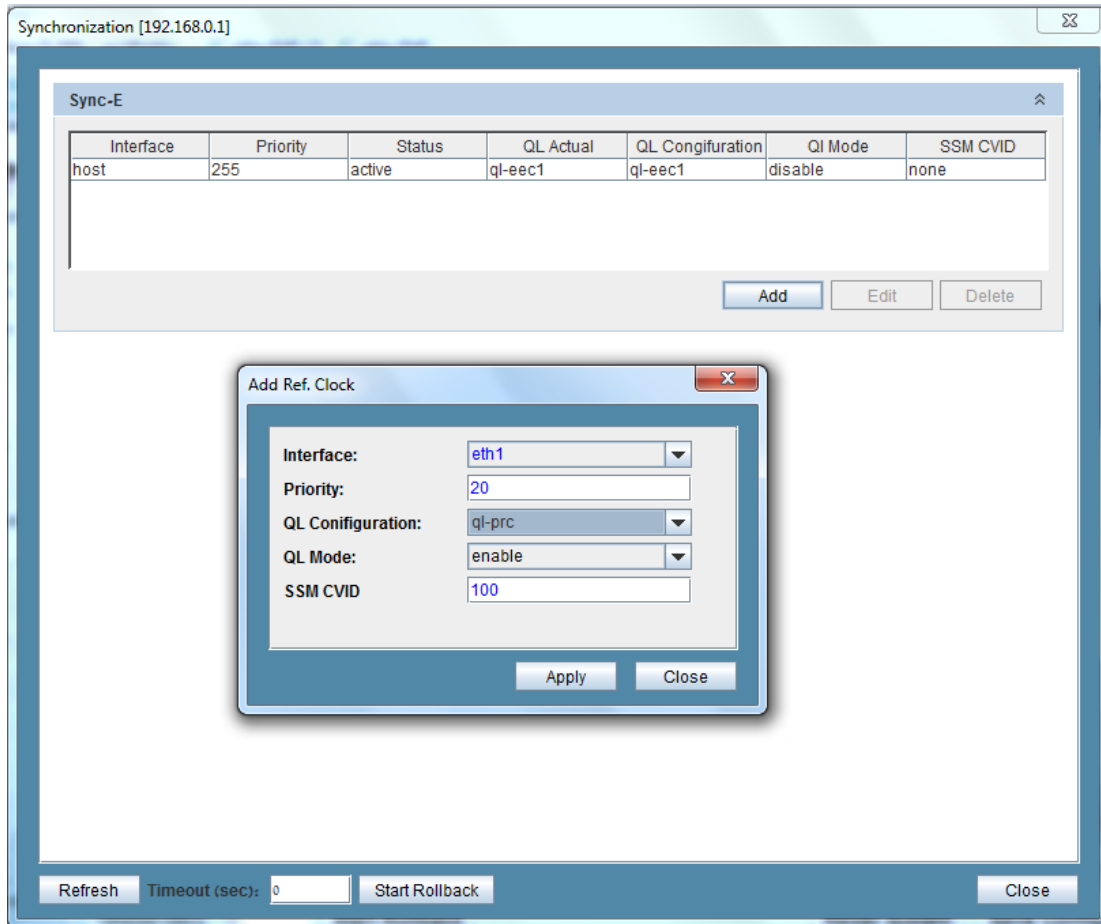 Synchronization [192.168.0.1]
Sync-E
Interface Priority Status QL Actual QL Congifuration Ql Mode SSM CVID
host 255 active ql-eec1 ql-eec1 disable none
Add Edit Delete
Add Ref. Clock
Interface: eth1
Priority: 20
QL Conifiguration: ql-prc
QL Mode: enable
SSM CVID 100
Apply Close
Refresh Timeout (sec): 0 Start Rollback Close